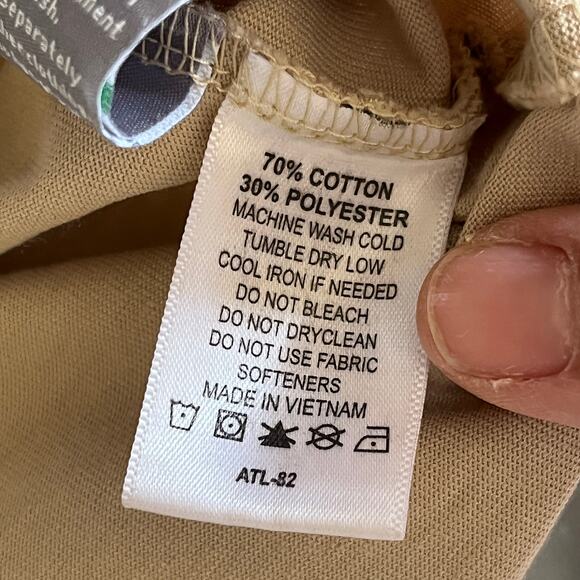 separately
70% COTTON
30% POLYESTER
MACHINE WASH COLD
TUMBLE DRY LOW
COOL IRON IF NEEDED
DO NOT BLEACH
DO NOT DRYCLEAN
DO NOT USE FABRIC
SOFTENERS
MADE IN VIETNAM
ATL-82